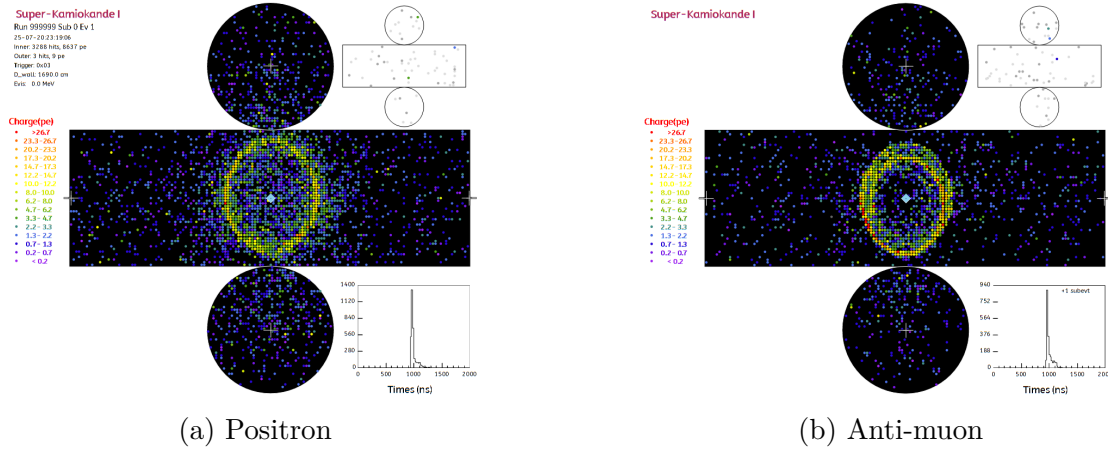 Super-Kamiokande I
Run 999999 Sub 0 Ev 1
25-07-20:23:19:06
Inner: 3288 hits, 8637 pe
Outer: 3 hits, 9 pe
Trigger: 0x03
D_wall: 1690.0 cm
Evis: 0.0 MeV
Charge(pe)
>26.7
23.3-26.7
20.2-23.3
17.3-20.2
14.7-17.3
12.2-14.7
10.0-12.2
8.0-10.0
6.2-8.0
4.7-6.2
3.3-4.7
2.2-3.3
1.3-2.2
0.7-1.3
0.2-0.7
<0.2
1400
1120
840
560
280
0
0 500 1000 1500 2000
Times (ns)
(a) Positron
Super-Kamiokande I
Charge(pe)
>26.7
23.3-26.7
20.2-23.3
17.3-20.2
14.7-17.3
12.2-14.7
10.0-12.2
8.0-10.0
6.2-8.0
4.7-6.2
3.3-4.7
2.2-3.3
1.3-2.2
0.7-1.3
0.2-0.7
<0.2
+1 subevt
940
752
564
376
188
0
0 500 1000 1500 200
Times (ns)
(b) Anti-muon